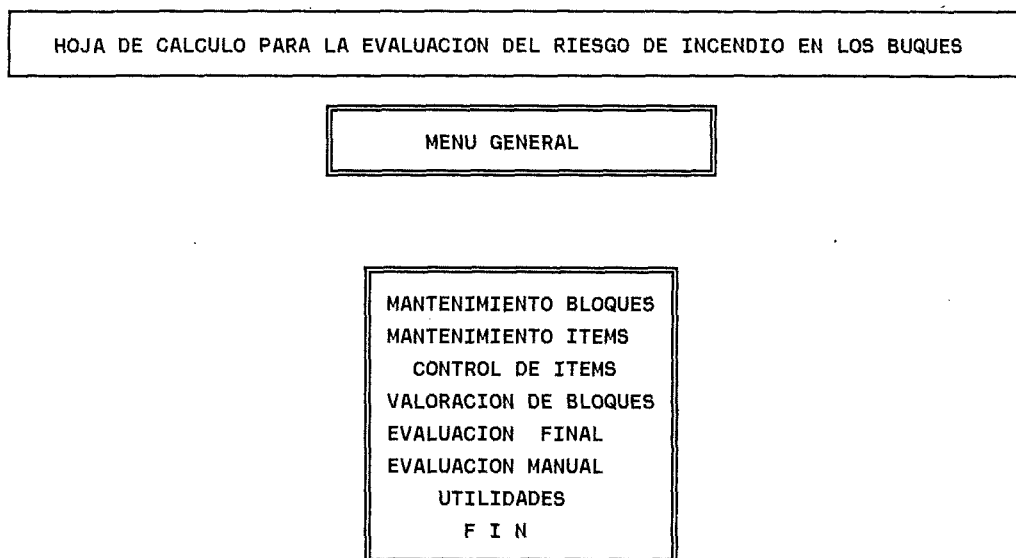 HOJA DE CALCULO PARA LA EVALUACION DEL RIESGO DE INCENDIO EN LOS BUQUES
MENU GENERAL
MANTENIMIENTO BLOQUES
MANTENIMIENTO ITEMS
CONTROL DE ITEMS
VALORACION DE BLOQUES
EVALUACION FINAL
EVALUACION MANUAL
UTILIDADES
F I N